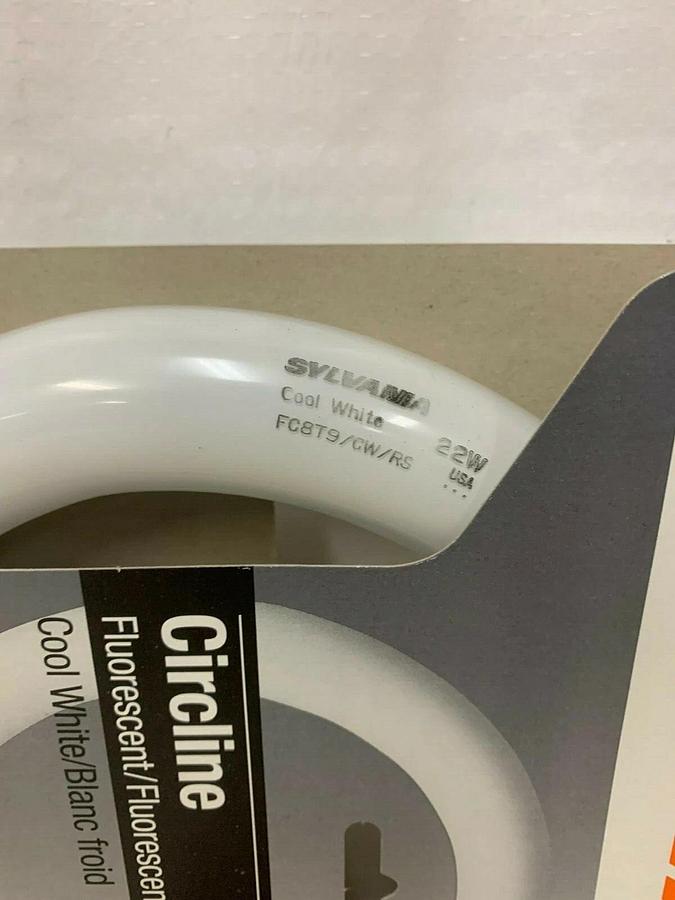 SYLVANIA
Cool White
FC8T9/CW/RS 22W
USA
Circline
Fluorescent/Fluorescen
Cool White/Blanc froid